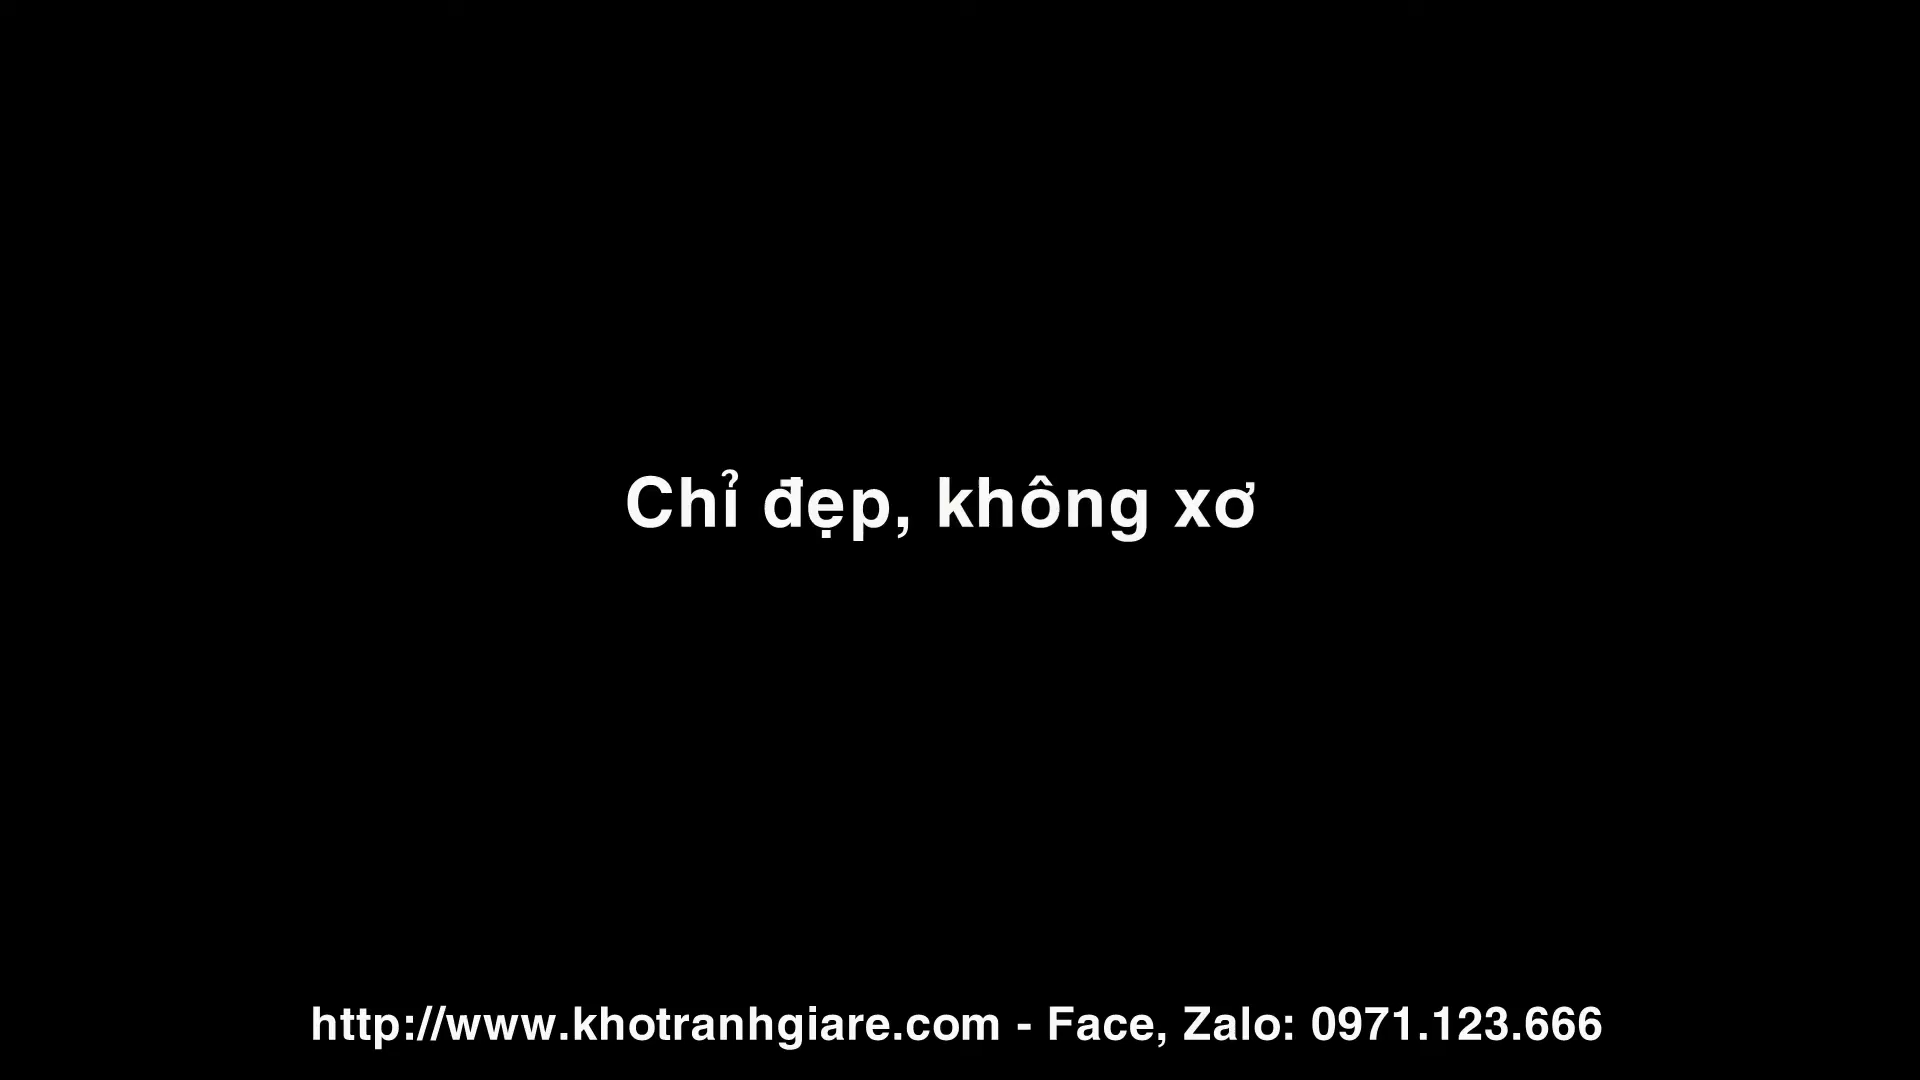 Chỉ đẹp, không xơ
http://www.khotranhgiare.com - Face, Zalo: 0971.123.666